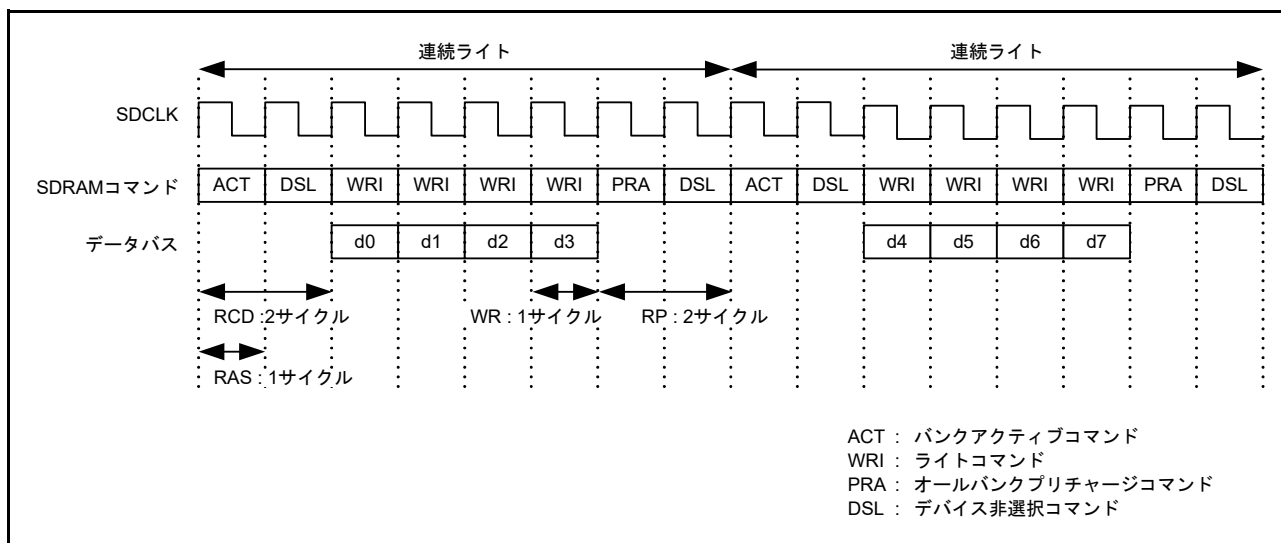 連続ライト 連続ライト
SDCLK
SDRAMコマンド ACT DSL WRI WRI WRI WRI PRA DSL ACT DSL WRI WRI WRI WRI PRA DSL
データバス d0 d1 d2 d3 d4 d5 d6 d7
RCD :2サイクル WR : 1サイクル RP : 2サイクル
RAS : 1サイクル
ACT : バンクアクティブコマンド
WRI : ライトコマンド
PRA : オールバンクプリチャージコマンド
DSL : デバイス非選択コマンド